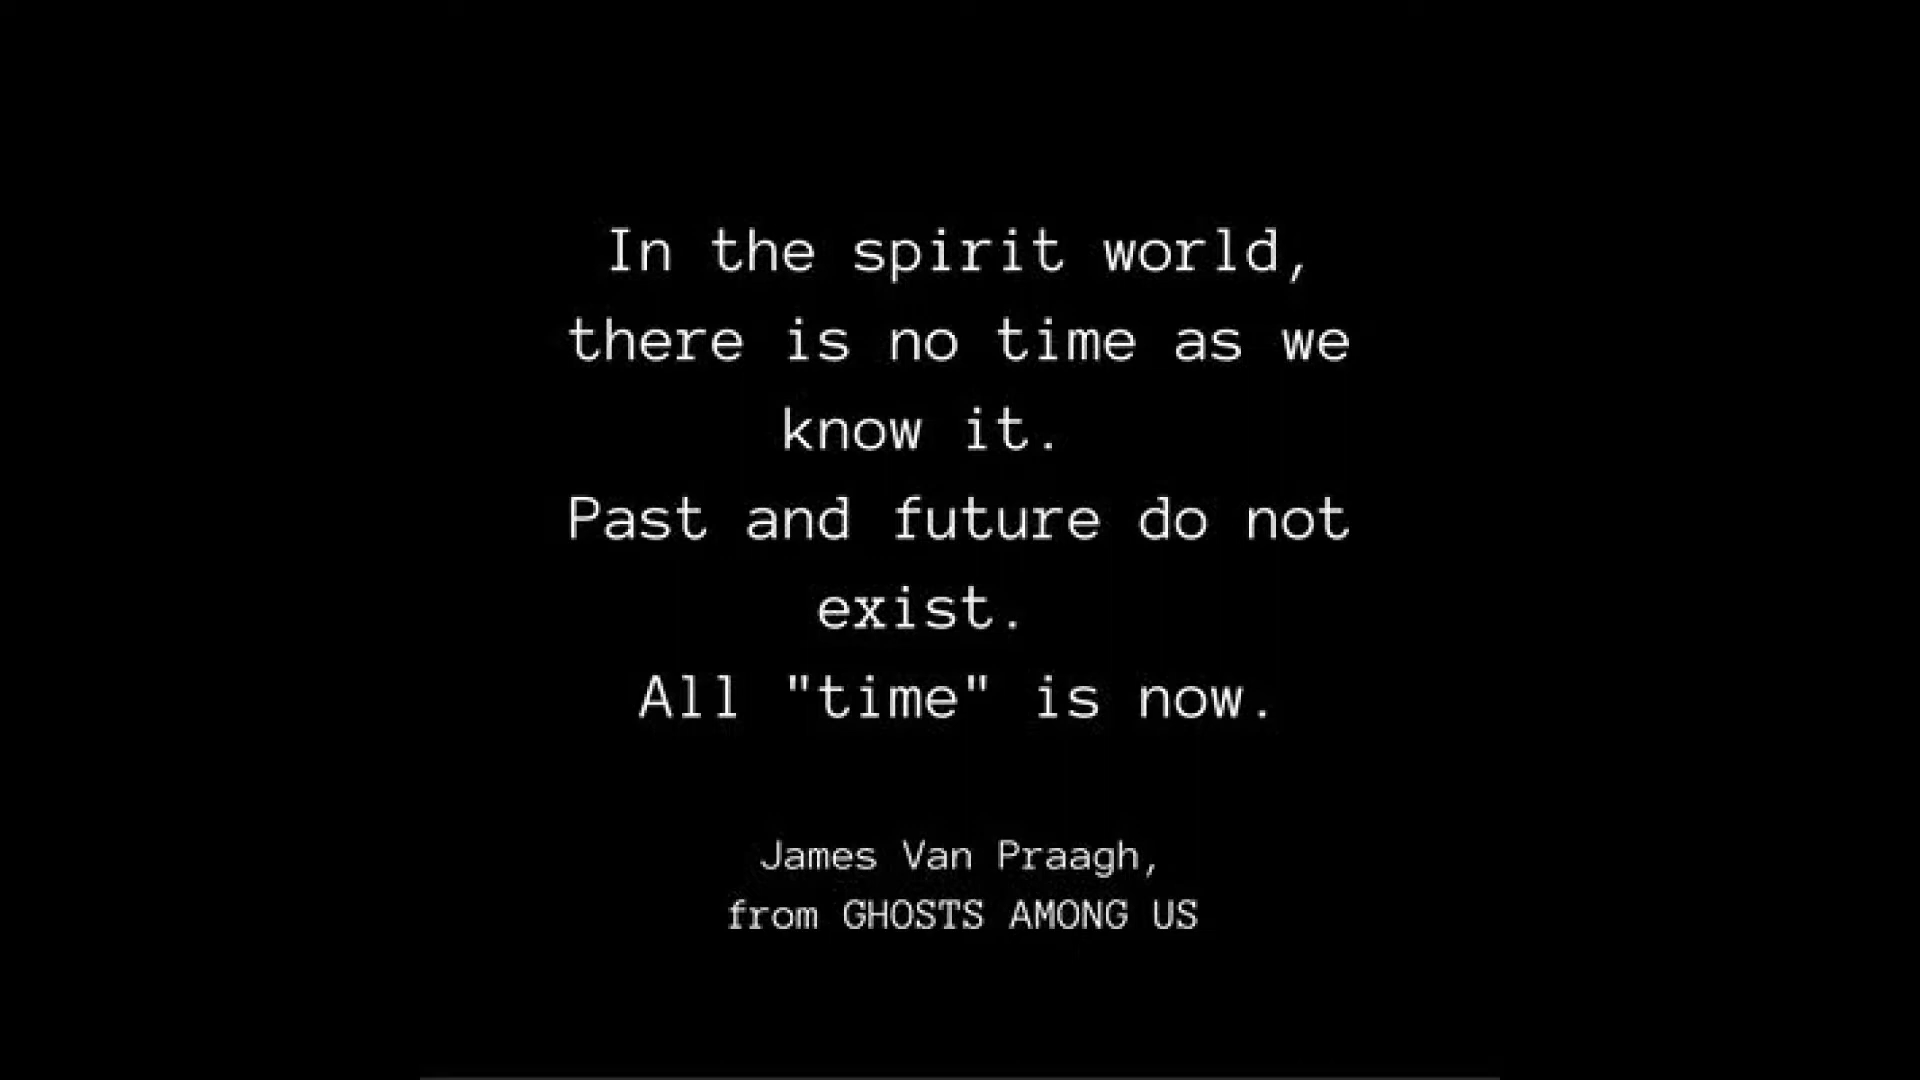 In the spirit world,
there is no time as we
know it.
Past and future do not
exist.
All "time" is now.
James Van Praagh,
from GHOSTS AMONG US